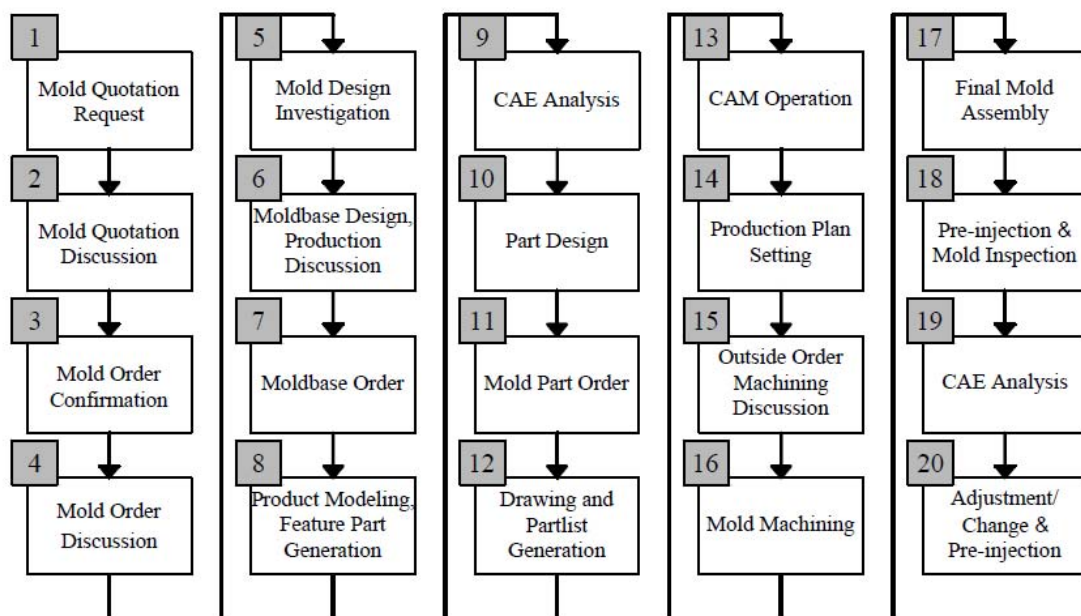 1
Mold Quotation
Request
2
Mold Quotation
Discussion
3
Mold Order
Confirmation
4
Mold Order
Discussion
5
Mold Design
Investigation
6
Moldbase Design,
Production
Discussion
7
Moldbase Order
8
Product Modeling,
Feature Part
Generation
9
CAE Analysis
10
Part Design
11
Mold Part Order
12
Drawing and
Partlist
Generation
13
CAM Operation
14
Production Plan
Setting
15
Outside Order
Machining
Discussion
16
Mold Machining
17
Final Mold
Assembly
18
Pre-injection &
Mold Inspection
19
CAE Analysis
20
Adjustment/
Change &
Pre-injection